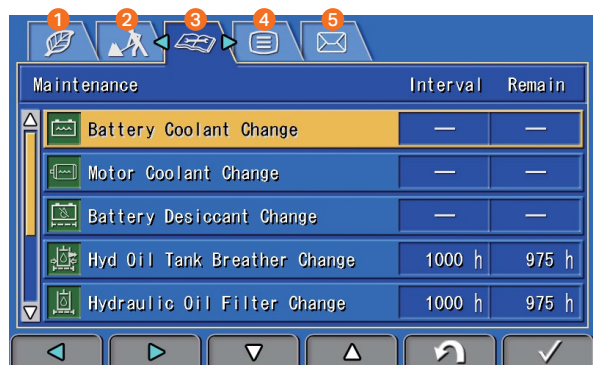 1 2 3 4 5
Maintenance Interval Remain
Battery Coolant Change — —
Motor Coolant Change — —
Battery Desiccant Change — —
Hyd Oil Tank Breather Change 1000 h 975 h
Hydraulic Oil Filter Change 1000 h 975 h